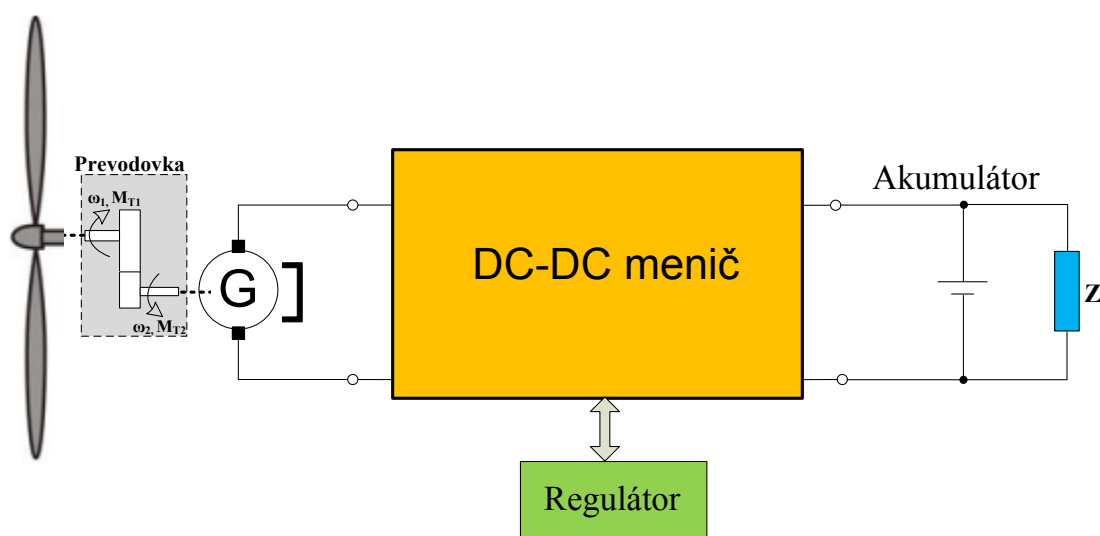 Prevodovka
ω1, MT1
ω2, MT2
G
DC-DC menič
Akumulátor
Z
Regulátor